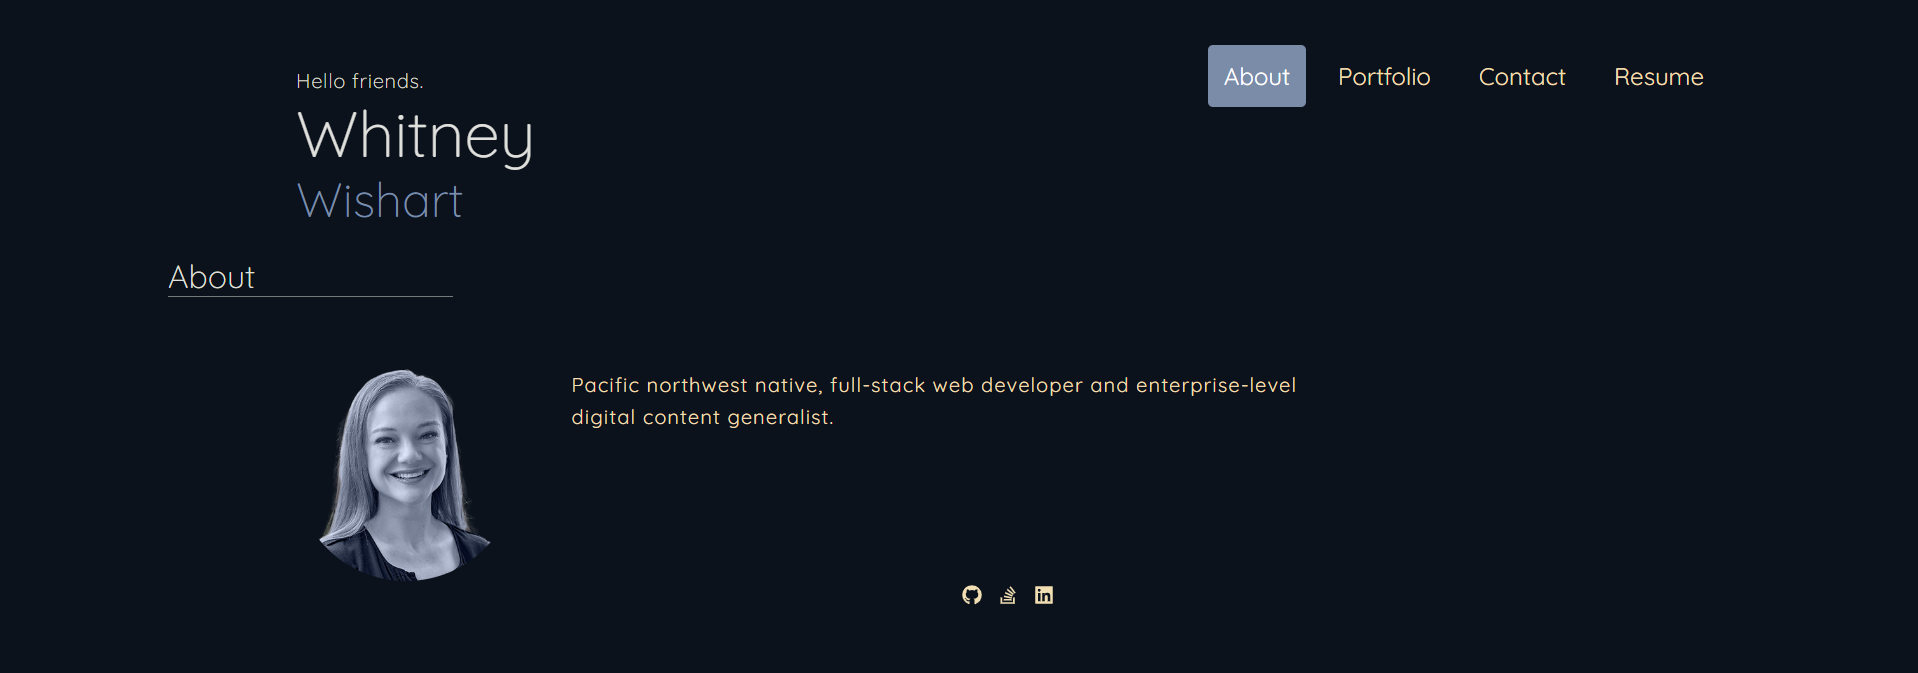 Hello friends.
Whitney
Wishart
About Portfolio Contact Resume
About
Pacific northwest native, full-stack web developer and enterprise-level
digital content generalist.
in